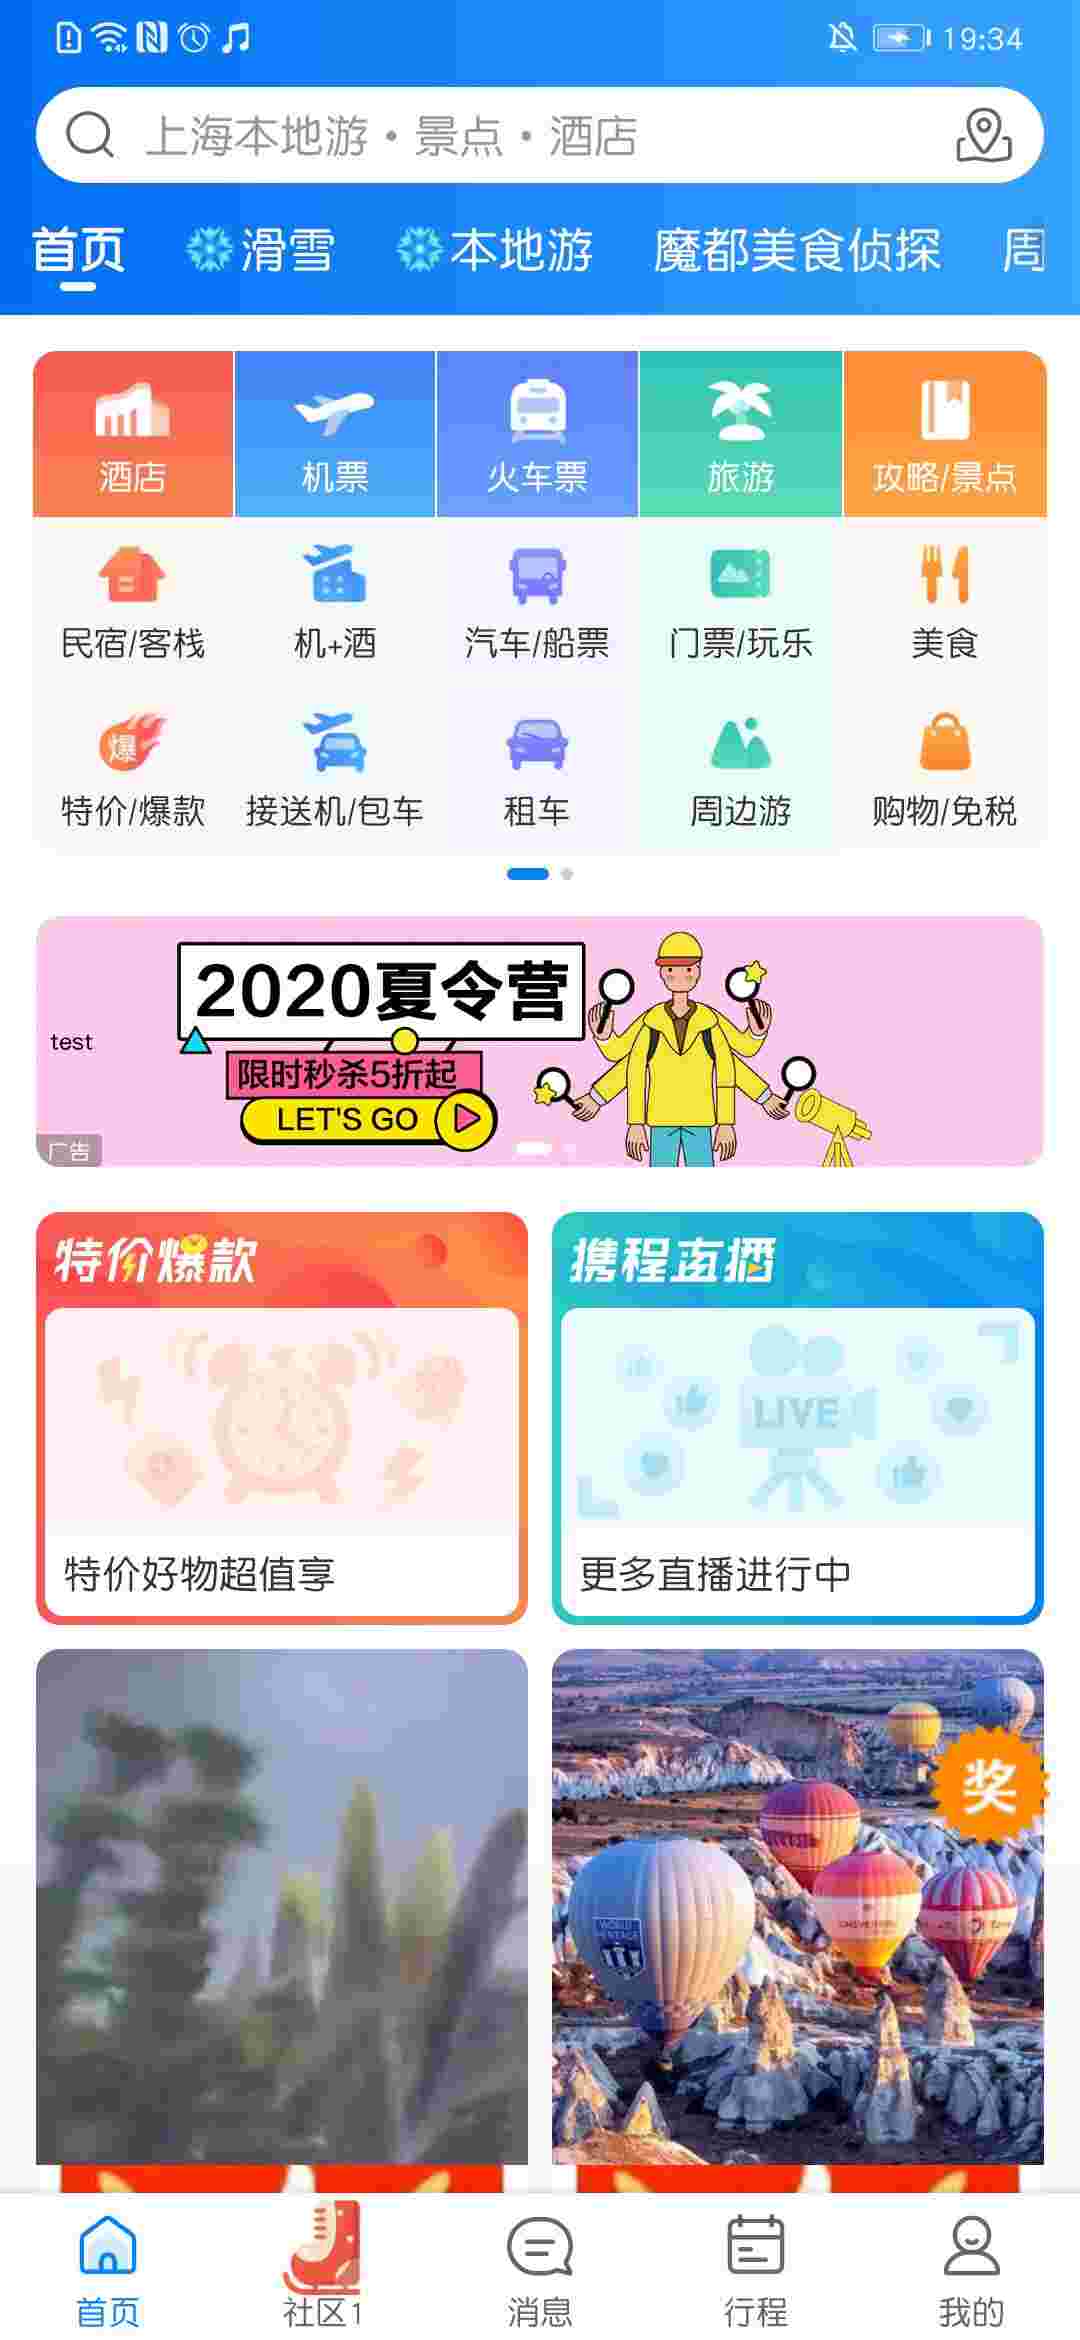 19:34
上海本地游·景点·酒店
首页 滑雪 本地游 魔都美食侦探 周
酒店 机票 火车票 旅游 攻略/景点
民宿/客栈 机+酒 汽车/船票 门票/玩乐 美食
爆
特价/爆款 接送机/包车 租车 周边游 购物/免税
2020夏令营
test
限时秒杀5折起
LET'S GO
广告
特价爆款 携程直播
LIVE
特价好物超值享 更多直播进行中
奖
WORLD
HERITAGE
首页 社区1 消息 行程 我的